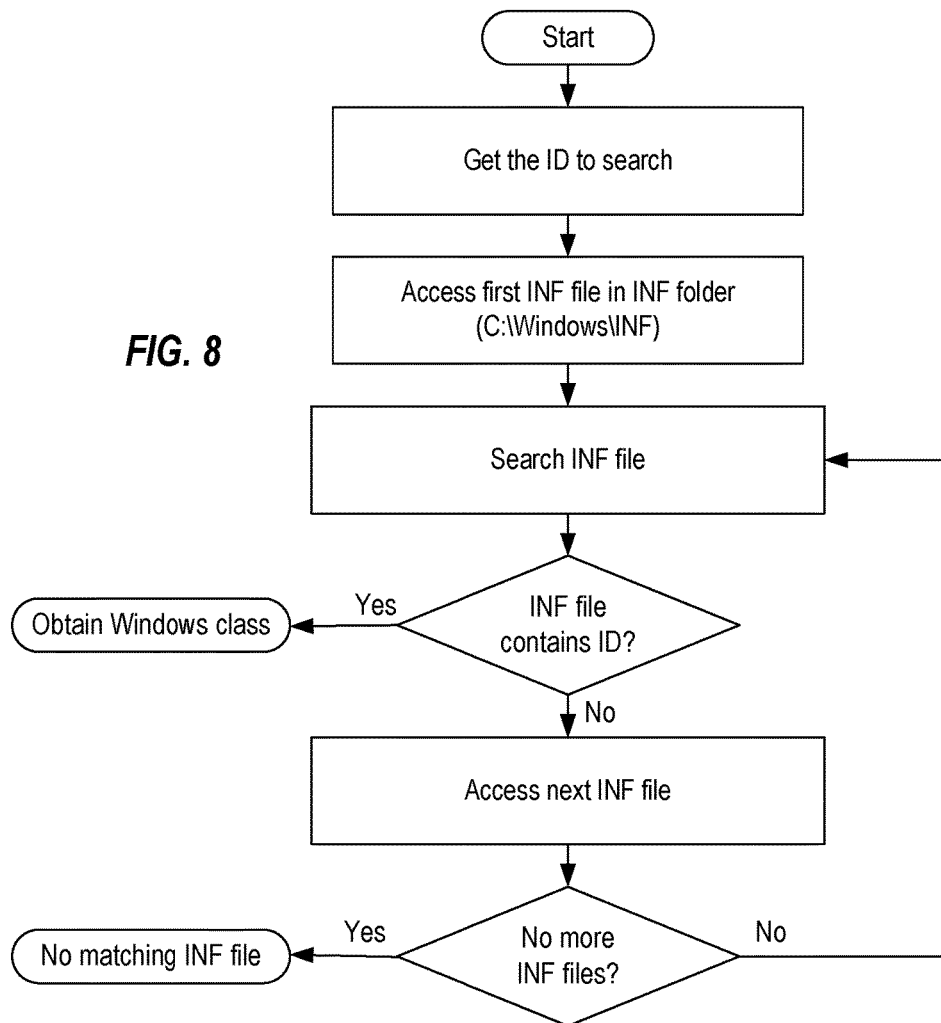 Start
Get the ID to search
Access first INF file in INF folder
(C:\Windows\INF)
FIG. 8
Search INF file
Yes
INF file
contains ID?
Obtain Windows class
No
Access next INF file
Yes
No more
INF files?
No
No matching INF file